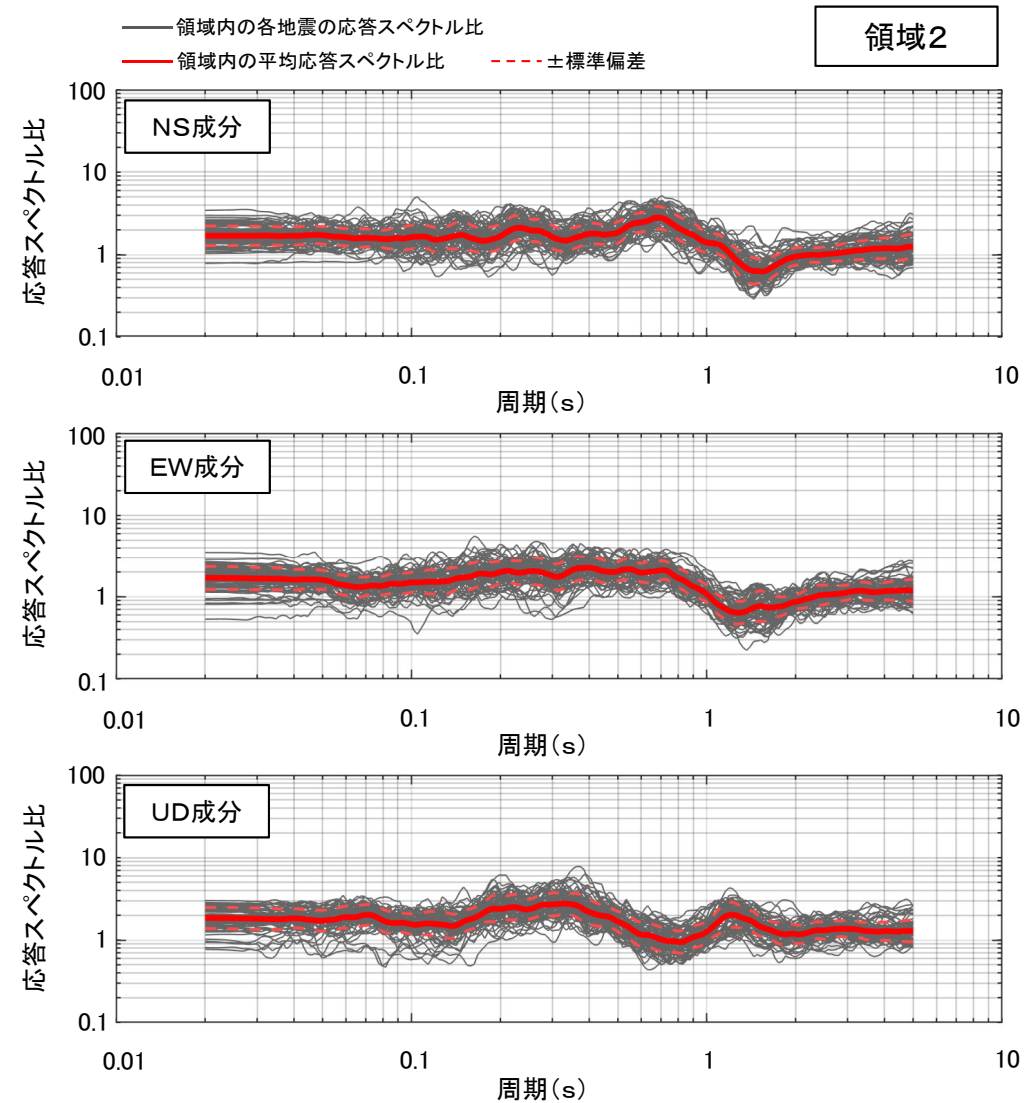 領域内の各地震の応答スペクトル比
領域内の平均応答スペクトル比 ±標準偏差
領域2
NS成分
応答スペクトル比
100
10
1
0.1
0.01 0.1 1 10
周期(s)
EW成分
応答スペクトル比
100
10
1
0.1
0.01 0.1 1 10
周期(s)
UD成分
応答スペクトル比
100
10
1
0.1
0.01 0.1 1 10
周期(s)